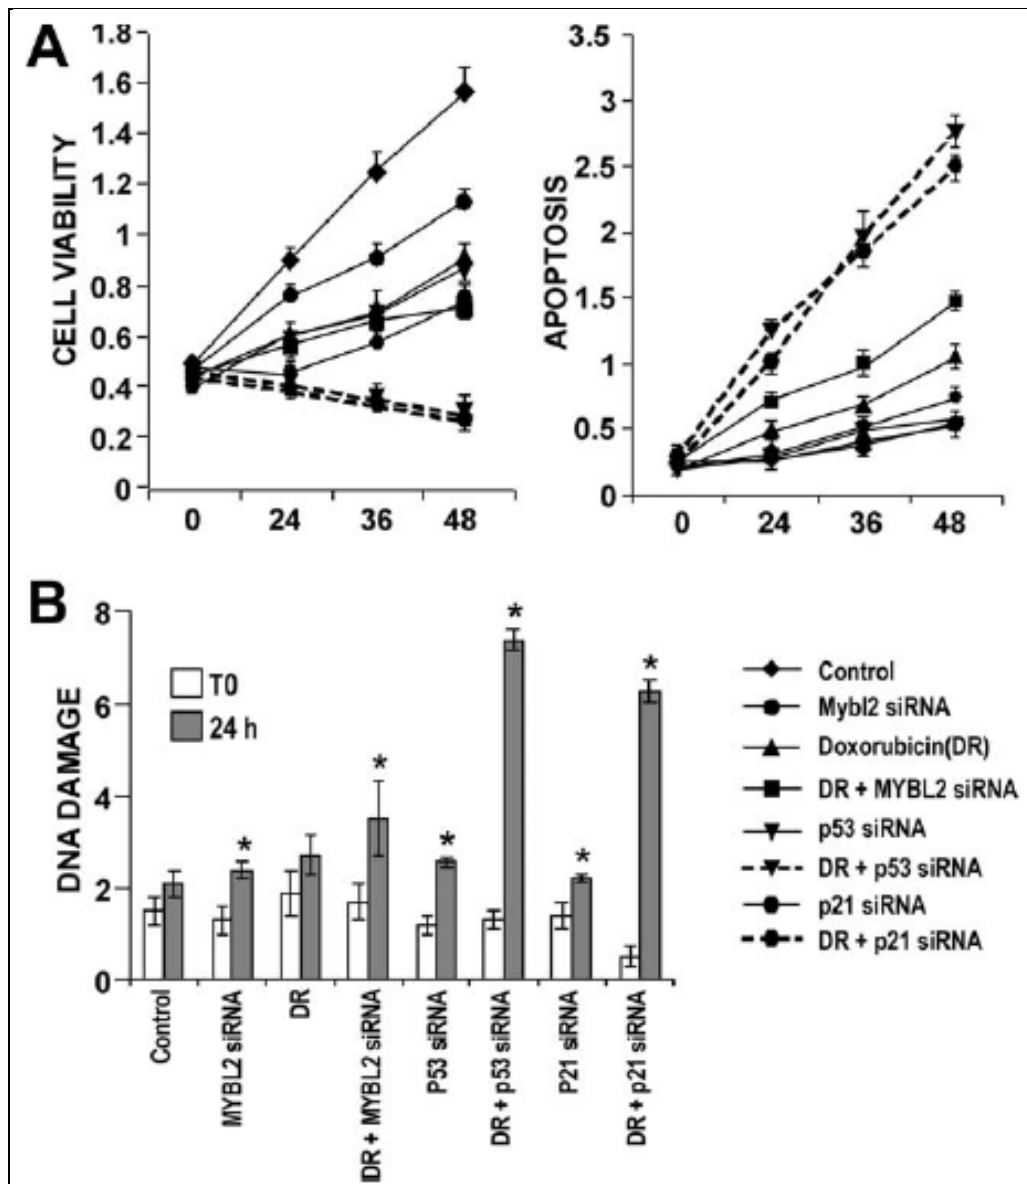 A
CELL VIABILITY
1.8
1.6
1.4
1.2
1
0.8
0.6
0.4
0.2
0
0 24 36 48
APOPTOSIS
3.5
3
2.5
2
1.5
1
0.5
0
0 24 36 48
B
DNA DAMAGE
8
6
4
2
0
T0
24 h
*
*
*
*
*
*
Control
MYBL2 siRNA
DR
DR + MYBL2 siRNA
P53 siRNA
DR + p53 siRNA
P21 siRNA
DR + p21 siRNA
Control
Mybl2 siRNA
Doxorubicin(DR)
DR + MYBL2 siRNA
p53 siRNA
DR + p53 siRNA
p21 siRNA
DR + p21 siRNA